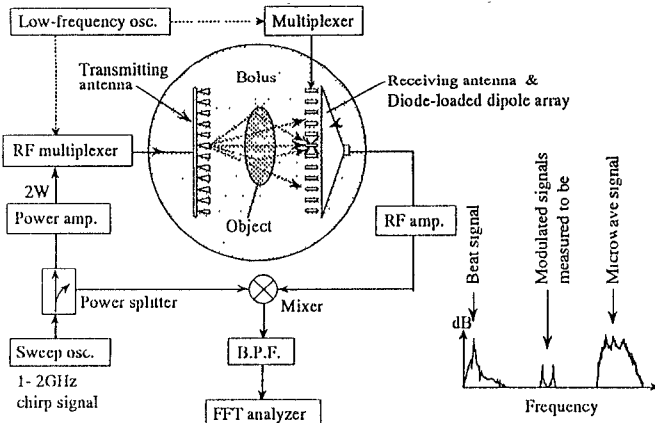 Low-frequency osc.
Multiplexer
Transmitting
antenna
Bolus
Receiving antenna &
Diode-loaded dipole array
RF multiplexer
2W
Object
Power amp.
RF amp.
Power splitter
Mixer
Sweep osc.
1- 2GHz
chirp signal
B.P.F.
FFT analyzer
Beat signal
Modulated signals
measured to be
Microwave signal
dB
Frequency